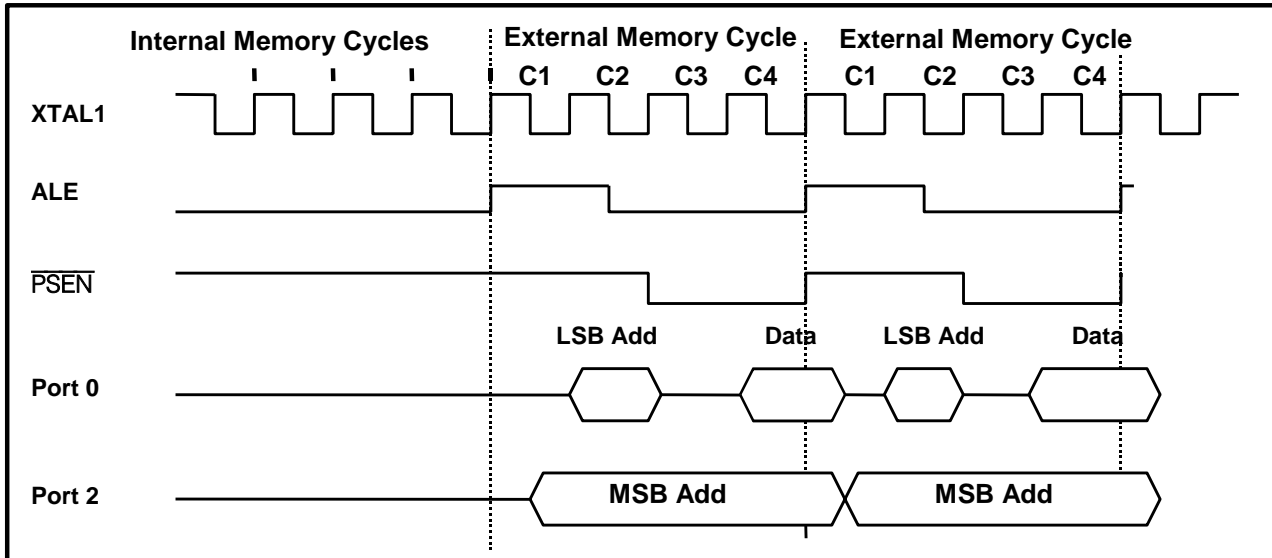 Internal Memory Cycles External Memory Cycle External Memory Cycle
C1 C2 C3 C4 C1 C2 C3 C4
XTAL1
ALE
PSEN
LSB Add Data LSB Add Data
Port 0
Port 2 MSB Add MSB Add